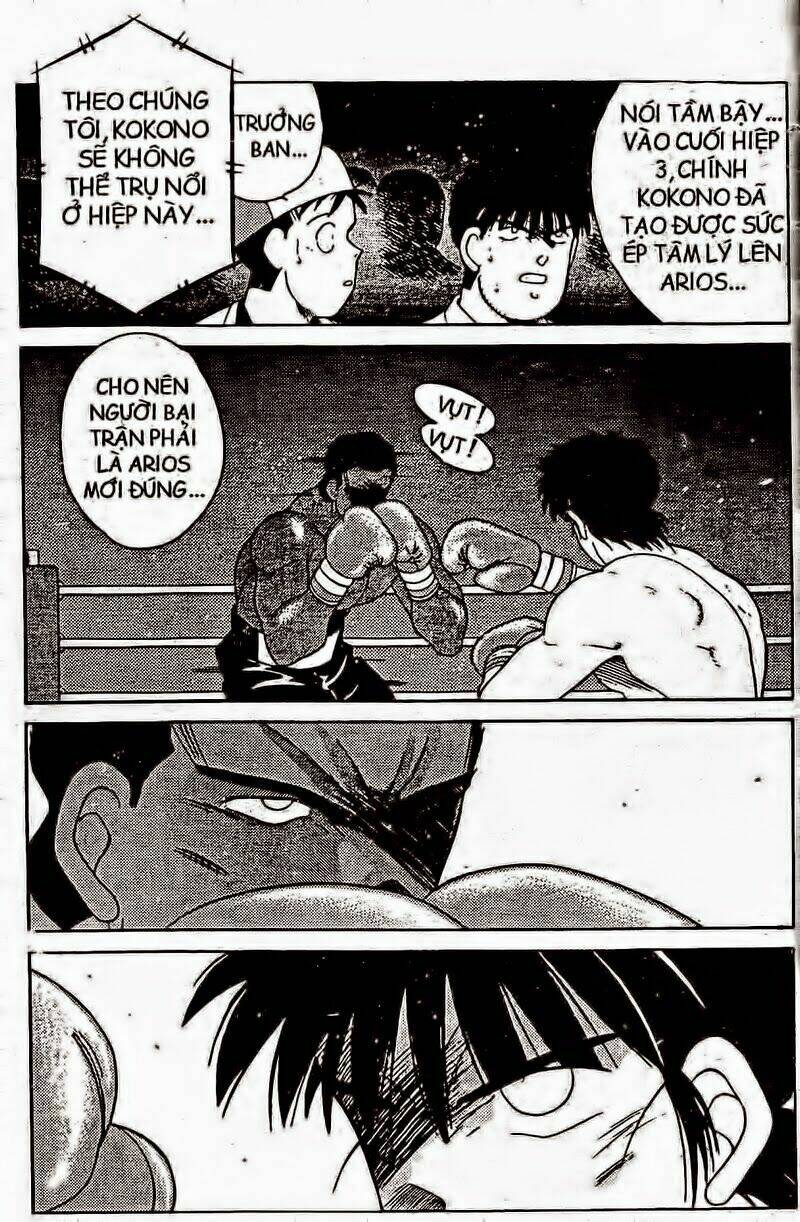 THEO CHÚNG
TÔI, KOKONO
SẼ KHÔNG
THỂ TRỤ NỔI
Ở HIỆP NÀY...
TRƯỞNG
BAN...
NÓI TẦM BẬY...
VÀO CUỐI HIỆP
3, CHÍNH
KOKONO ĐÃ
TẠO ĐƯỢC SỨC
ÉP TÂM LÝ LÊN
ARIOS...
CHO NÊN
NGƯỜI BẠI
TRẬN PHẢI
LÀ ARIOS
MỚI ĐÚNG...
VỤT!
VỤT!